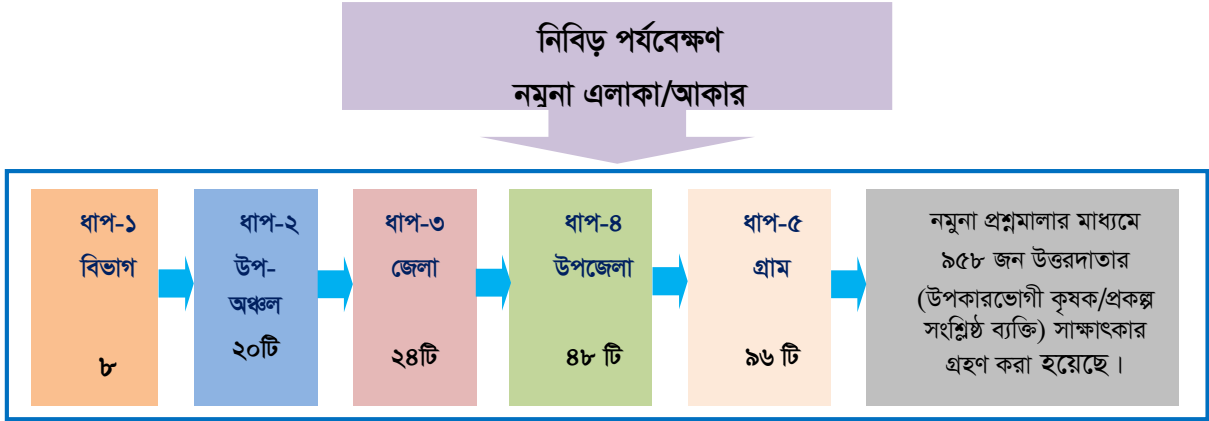 নিবিড় পর্যবেক্ষণ
নমুনা এলাকা/আকার
ধাপ-১
বিভাগ
৮
ধাপ-২
উপ-
অঞ্চল
২০টি
ধাপ-৩
জেলা
২৪টি
ধাপ-৪
উপজেলা
৪৮ টি
ধাপ-৫
গ্রাম
৯৬ টি
নমুনা প্রশ্নমালার মাধ্যমে
৯৫৮ জন উত্তরদাতার
(উপকারভোগী কৃষক/প্রকল্প
সংশ্লিষ্ঠ ব্যক্তি) সাক্ষাৎকার
গ্রহণ করা হয়েছে।